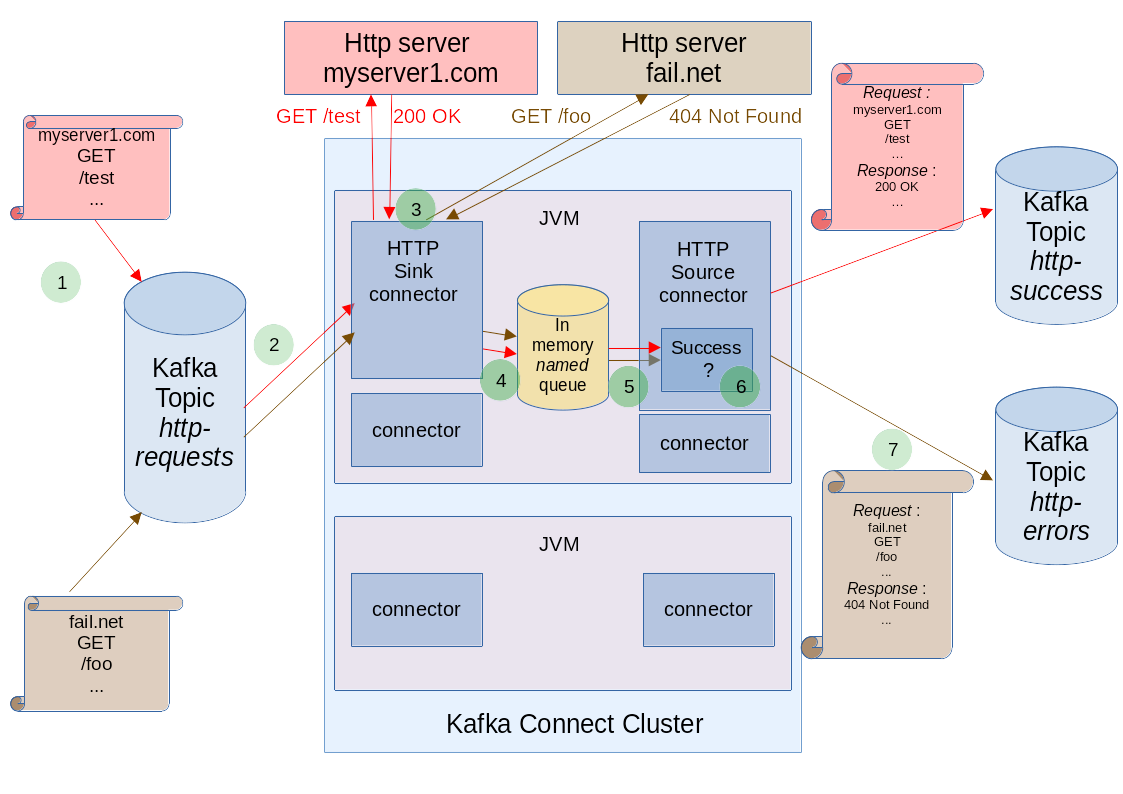 Http server
myserver1.com
Http server
fail.net
GET /test
200 OK
GET /foo
404 Not Found
myserver1.com
GET
/test
...
Request :
myserver1.com
GET
/test
...
Response :
200 OK
...
1
2
3
JVM
HTTP
Sink
connector
HTTP
Source
connector
In
memory
named
queue
Success
?
4
5
6
connector
connector
Kafka
Topic
http-
requests
Kafka
Topic
http-
success
7
Kafka
Topic
http-
errors
Request :
fail.net
GET
/foo
...
Response :
404 Not Found
...
JVM
connector
connector
fail.net
GET
/foo
...
Kafka Connect Cluster